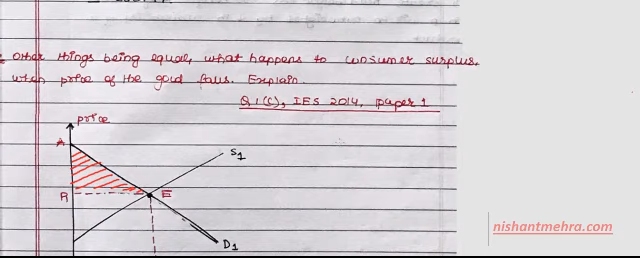 Other things being equal, what happens to consumer surplus,
when price of the good falls. Explain.
Q1(c), IES 2014, paper 1
price
A
S1
P1 E
D1
nishantmehra.com